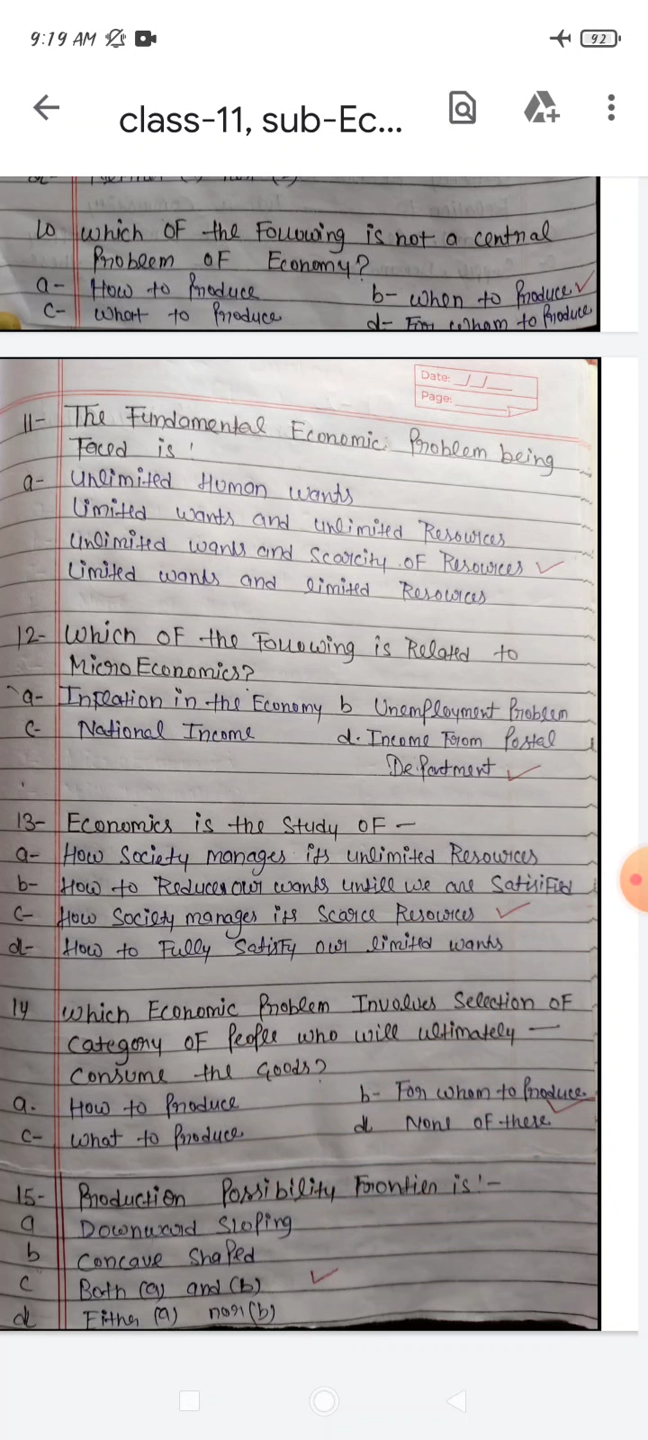 9:19 AM
92
class-11, sub-Ec...
10 Which OF the Following is not a central
Problem OF Economy?
a- How to Produce b- when to Produce
c- What to Produce d- For Whom to Produce
Date: __/__/__
Page:
11- The Fundamental Economic Problem being
Faced is :
a- Unlimited Human wants
Limited wants and unlimited Resources
Unlimited wants and Scarcity of Resources
Limited wants and limited Resources
12- Which OF the Following is Related to
Micro Economics?
a- Inflation in the Economy b Unemployment Problem
c- National Income d. Income From Postal
Department
13- Economics is the Study OF -
a- How Society manages its unlimited Resources
b- How to Reduces our wants untill we are Satisified
c- How Society manages its Scarce Resources
d- How to Fully Satisfy our limited wants
14 Which Economic Problem Involves Selection OF
Category OF People who will ultimately -
Consume the Goods?
a. How to Produce b- For whom to Produce
c- What to Produce d None OF these
15- Production Possibility Frontier is :-
a Downward Sloping
b Concave Shaped
c Both (a) and (b)
d Either (a) nor (b)